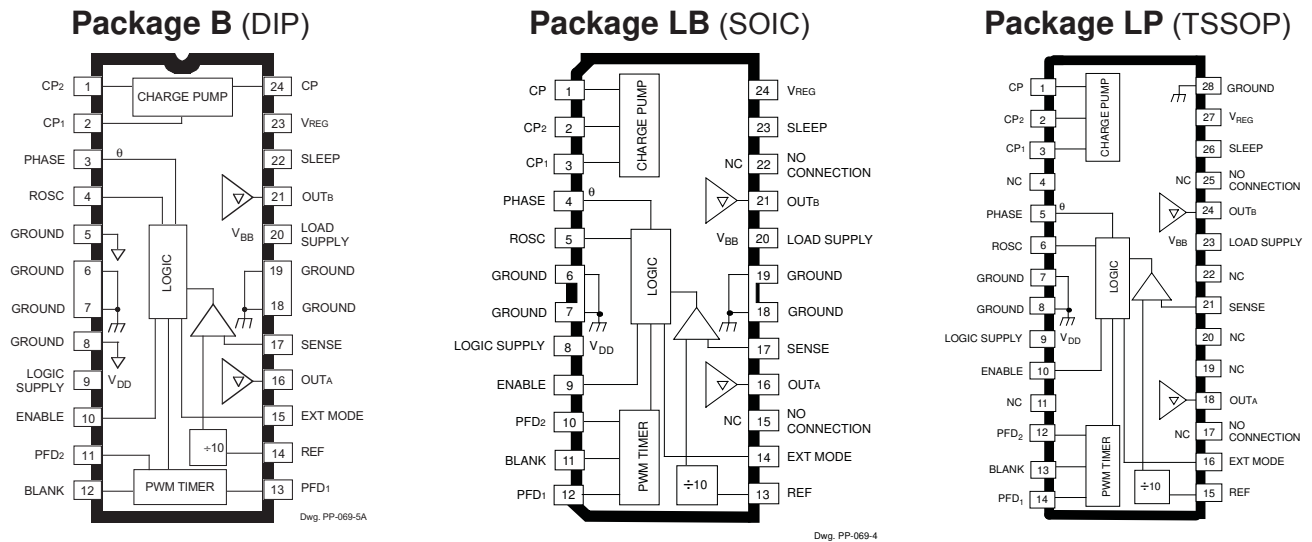 Package B (DIP)
CP2 1
CP1 2
PHASE 3 θ
ROSC 4
GROUND 5
GROUND 6
GROUND 7
GROUND 8
LOGIC
SUPPLY 9 VDD
ENABLE 10
PFD2 11
BLANK 12
CHARGE PUMP
LOGIC
VBB
÷10
PWM TIMER
24 CP
23 VREG
22 SLEEP
21 OUTB
20 LOAD
SUPPLY
19 GROUND
18 GROUND
17 SENSE
16 OUTA
15 EXT MODE
14 REF
13 PFD1
Dwg. PP-069-5A
Package LB (SOIC)
CP 1
CP2 2
CP1 3
PHASE 4 θ
ROSC 5
GROUND 6
GROUND 7
LOGIC SUPPLY 8 VDD
ENABLE 9
PFD2 10
BLANK 11
PFD1 12
CHARGE PUMP
LOGIC
PWM TIMER
÷10
24 VREG
23 SLEEP
NC 22 NO
CONNECTION
21 OUTB
VBB 20 LOAD SUPPLY
19 GROUND
18 GROUND
17 SENSE
16 OUTA
NC 15 NO
CONNECTION
14 EXT MODE
13 REF
Dwg. PP-069-4
Package LP (TSSOP)
CP 1
CP2 2
CP1 3
NC 4
PHASE 5 θ
ROSC 6
GROUND 7
GROUND 8
LOGIC SUPPLY 9 VDD
ENABLE 10
NC 11
PFD2 12
BLANK 13
PFD1 14
CHARGE PUMP
LOGIC
PWM TIMER
÷10
28 GROUND
27 VREG
26 SLEEP
NC 25 NO
CONNECTION
24 OUTB
VBB 23 LOAD SUPPLY
22 NC
21 SENSE
20 NC
19 NC
18 OUTA
NC 17 NO
CONNECTION
16 EXT MODE
15 REF